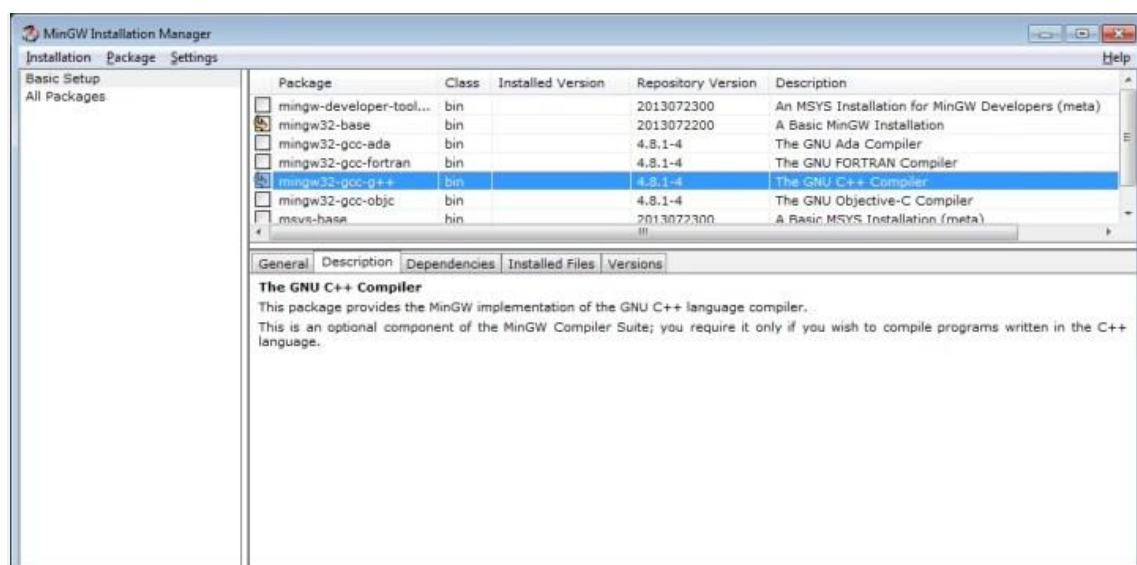 MinGW Installation Manager
Installation Package Settings Help
Basic Setup
All Packages
Package Class Installed Version Repository Version Description
mingw-developer-tool... bin 2013072300 An MSYS Installation for MinGW Developers (meta)
mingw32-base bin 2013072200 A Basic MinGW Installation
mingw32-gcc-ada bin 4.8.1-4 The GNU Ada Compiler
mingw32-gcc-fortran bin 4.8.1-4 The GNU FORTRAN Compiler
mingw32-gcc-g++ bin 4.8.1-4 The GNU C++ Compiler
mingw32-gcc-objc bin 4.8.1-4 The GNU Objective-C Compiler
msys-base bin 2013072300 A Basic MSYS Installation (meta)
General Description Dependencies Installed Files Versions
The GNU C++ Compiler
This package provides the MinGW implementation of the GNU C++ language compiler.
This is an optional component of the MinGW Compiler Suite; you require it only if you wish to compile programs written in the C++
language.